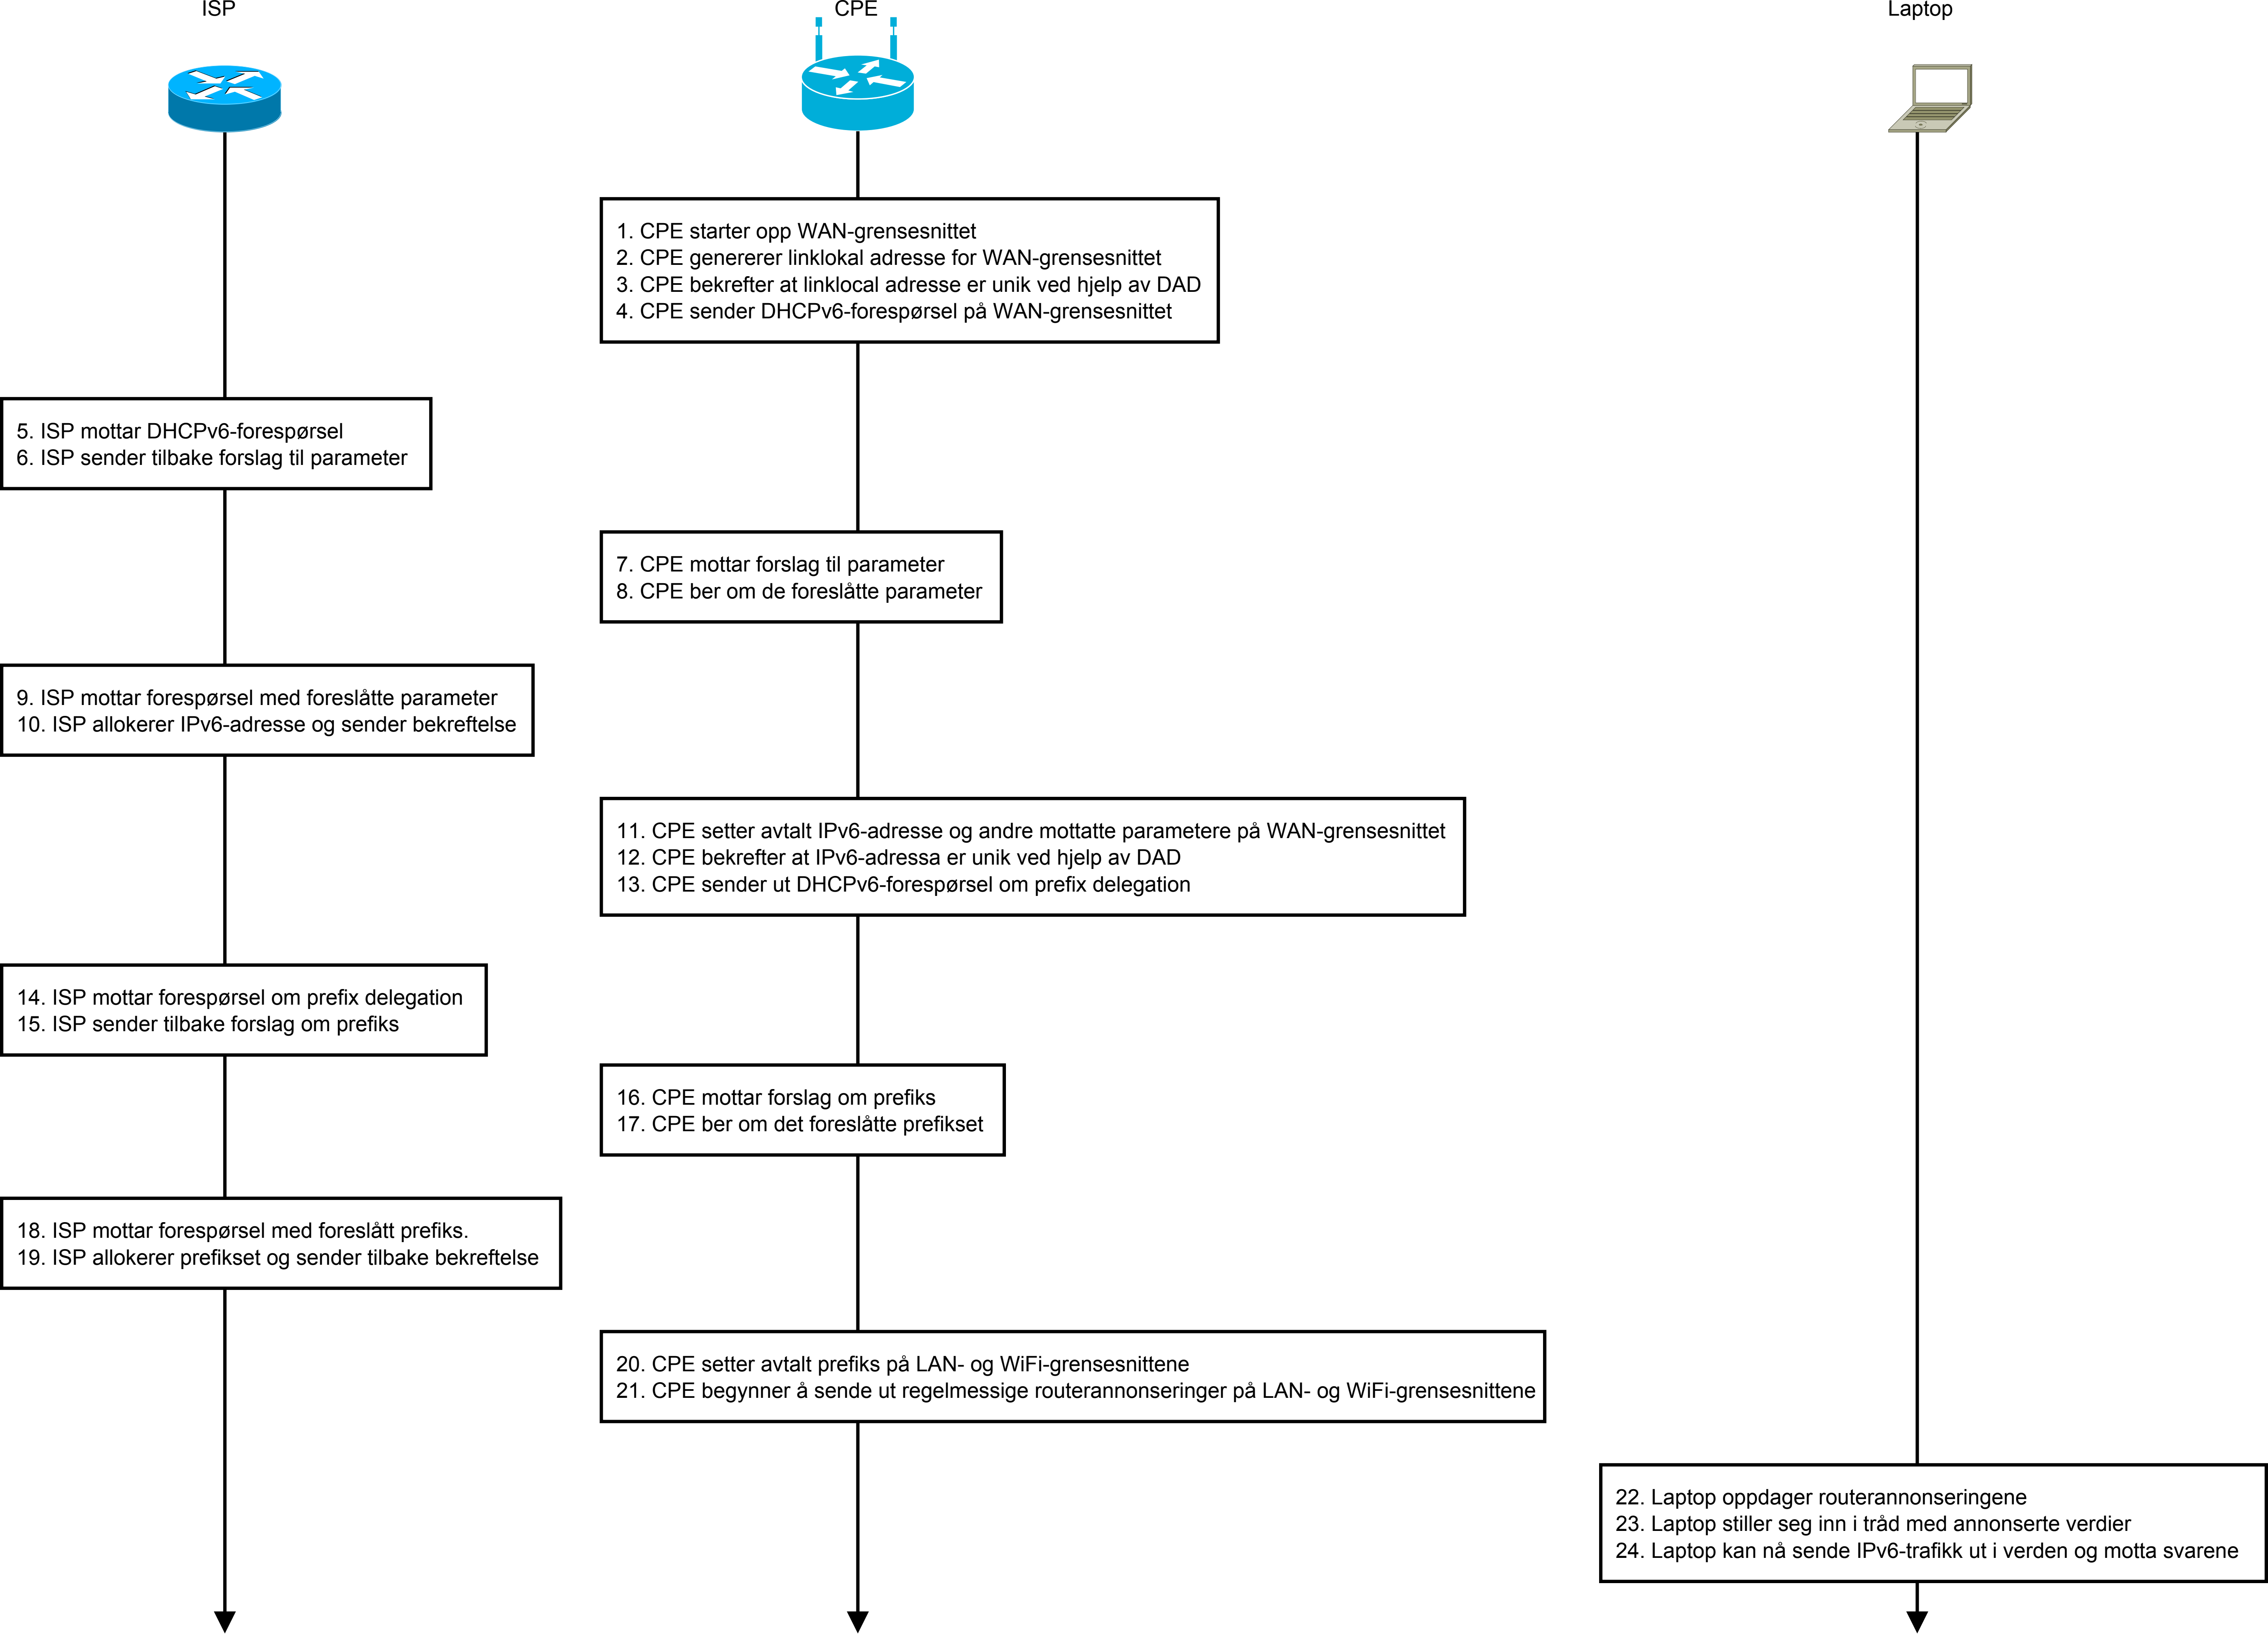 ISP
CPE
Laptop
1. CPE starter opp WAN-grensesnittet
2. CPE genererer linklokal adresse for WAN-grensesnittet
3. CPE bekrefter at linklocal adresse er unik ved hjelp av DAD
4. CPE sender DHCPv6-forespørsel på WAN-grensesnittet
5. ISP mottar DHCPv6-forespørsel
6. ISP sender tilbake forslag til parameter
7. CPE mottar forslag til parameter
8. CPE ber om de foreslåtte parameter
9. ISP mottar forespørsel med foreslåtte parameter
10. ISP allokerer IPv6-adresse og sender bekreftelse
11. CPE setter avtalt IPv6-adresse og andre mottatte parametere på WAN-grensesnittet
12. CPE bekrefter at IPv6-adressa er unik ved hjelp av DAD
13. CPE sender ut DHCPv6-forespørsel om prefix delegation
14. ISP mottar forespørsel om prefix delegation
15. ISP sender tilbake forslag om prefiks
16. CPE mottar forslag om prefiks
17. CPE ber om det foreslåtte prefikset
18. ISP mottar forespørsel med foreslått prefiks.
19. ISP allokerer prefikset og sender tilbake bekreftelse
20. CPE setter avtalt prefiks på LAN- og WiFi-grensesnittene
21. CPE begynner å sende ut regelmessige routerannonseringer på LAN- og WiFi-grensesnittene
22. Laptop oppdager routerannonseringene
23. Laptop stiller seg inn i tråd med annonserte verdier
24. Laptop kan nå sende IPv6-trafikk ut i verden og motta svarene